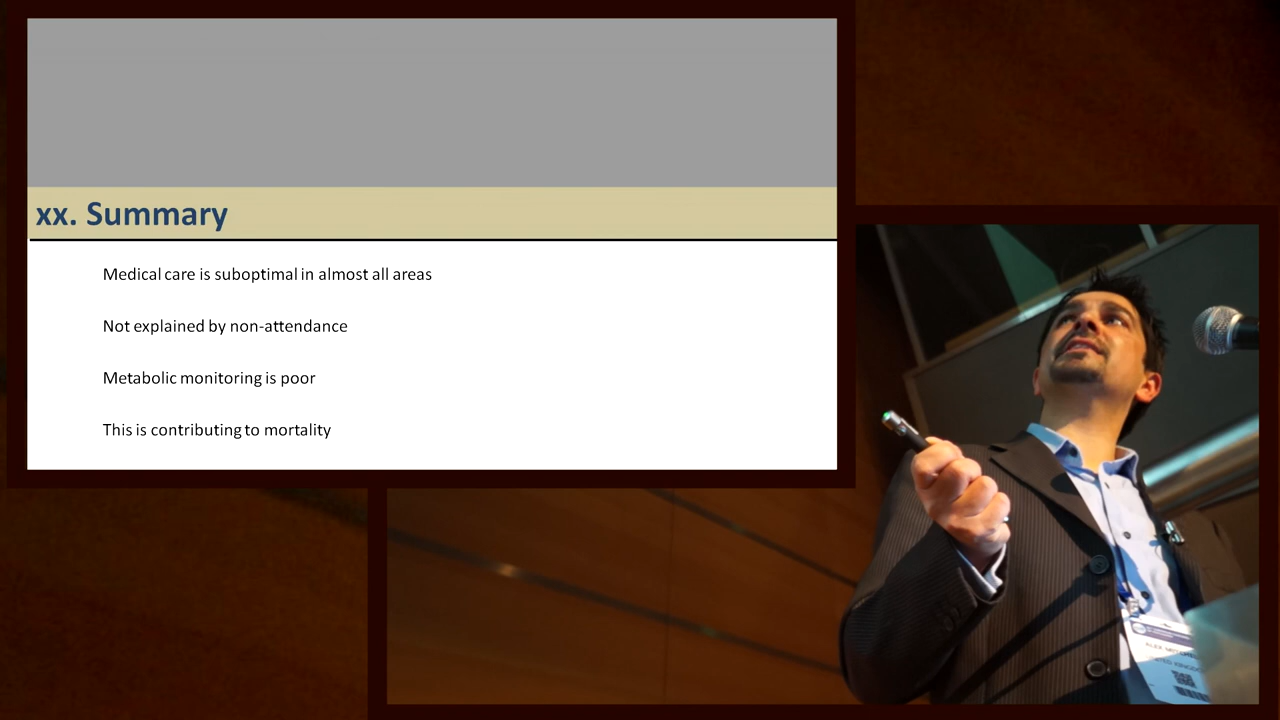 xx. Summary
Medical care is suboptimal in almost all areas
Not explained by non-attendance
Metabolic monitoring is poor
This is contributing to mortality
ALEX